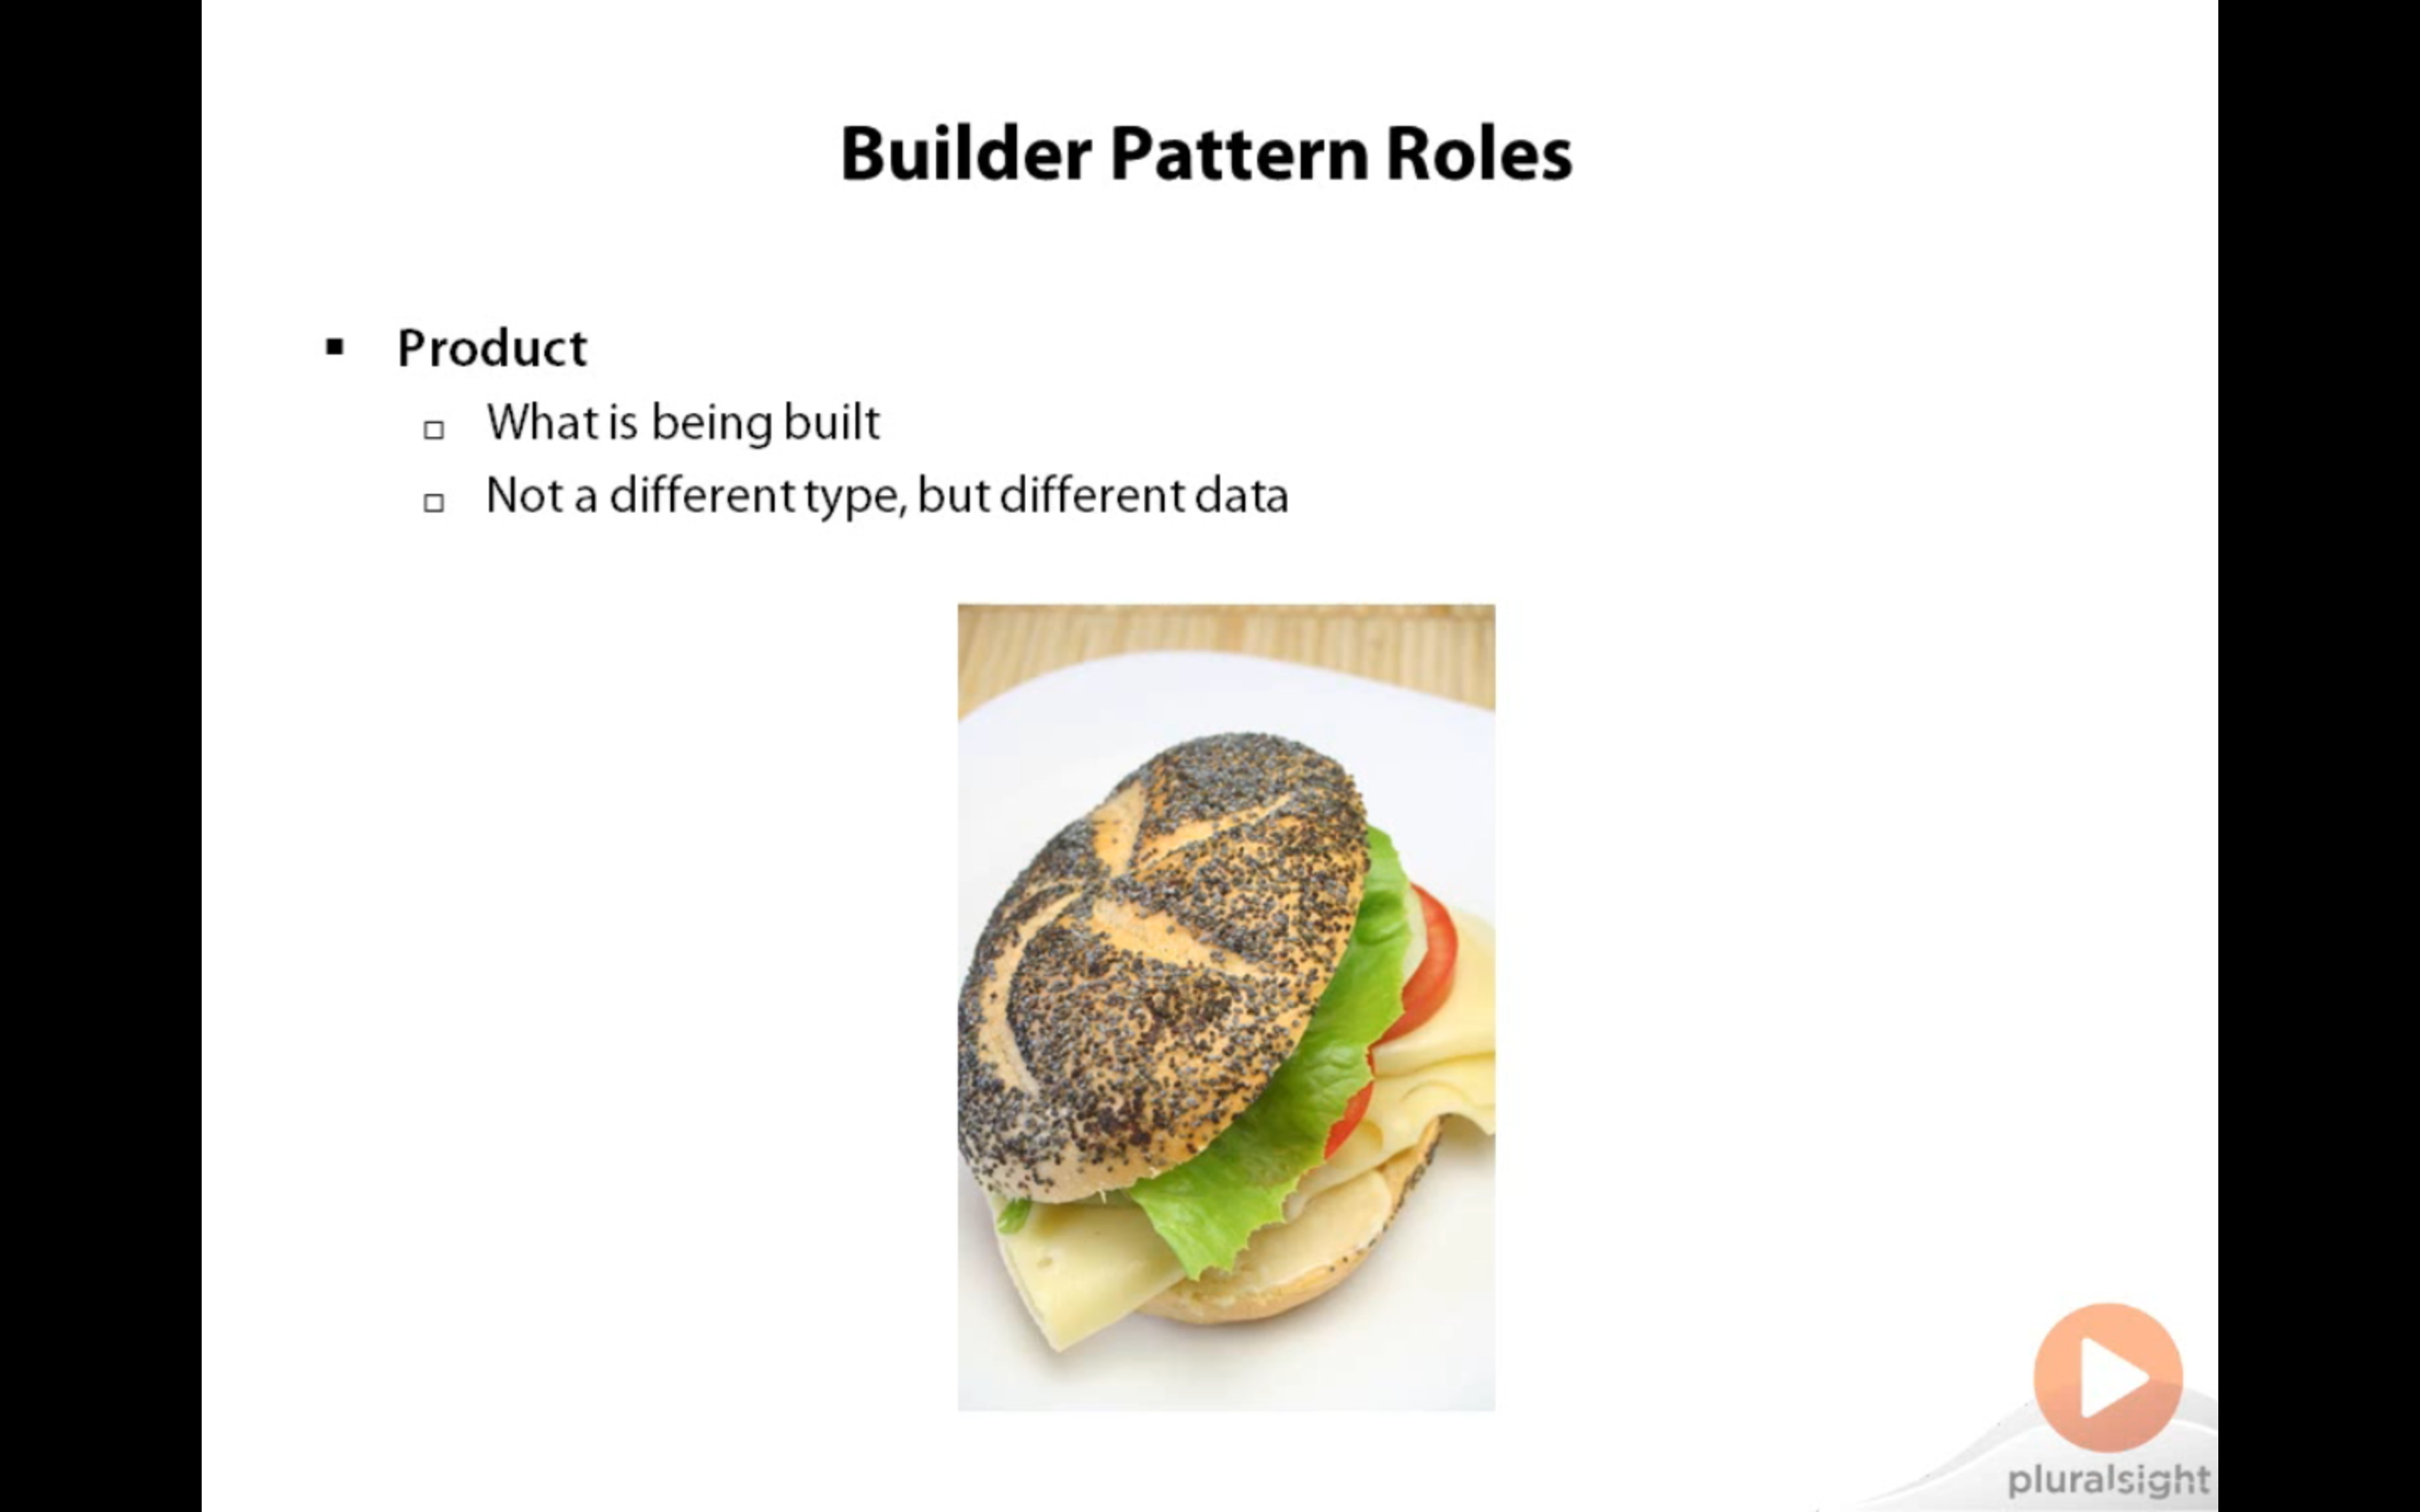 Builder Pattern Roles
Product
What is being built
Not a different type, but different data
pluralsight